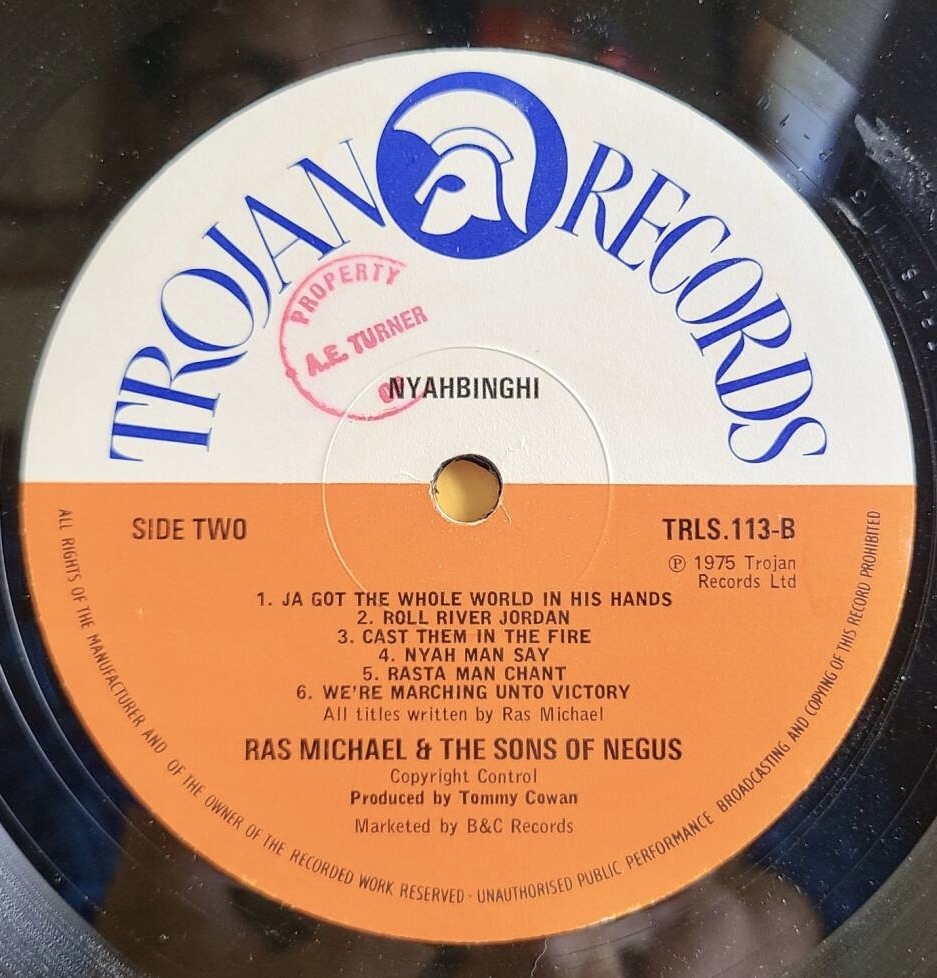 TROJAN RECORDS
PROPERTY
A.E. TURNER
OF
NYAHBINGHI
SIDE TWO
TRLS.113-B
℗ 1975 Trojan
Records Ltd
1. JA GOT THE WHOLE WORLD IN HIS HANDS
2. ROLL RIVER JORDAN
3. CAST THEM IN THE FIRE
4. NYAH MAN SAY
5. RASTA MAN CHANT
6. WE'RE MARCHING UNTO VICTORY
All titles written by Ras Michael
RAS MICHAEL & THE SONS OF NEGUS
Copyright Control
Produced by Tommy Cowan
Marketed by B&C Records
ALL RIGHTS OF THE MANUFACTURER AND OF THE OWNER OF THE RECORDED WORK RESERVED · UNAUTHORISED PUBLIC PERFORMANCE BROADCASTING AND COPYING OF THIS RECORD PROHIBITED